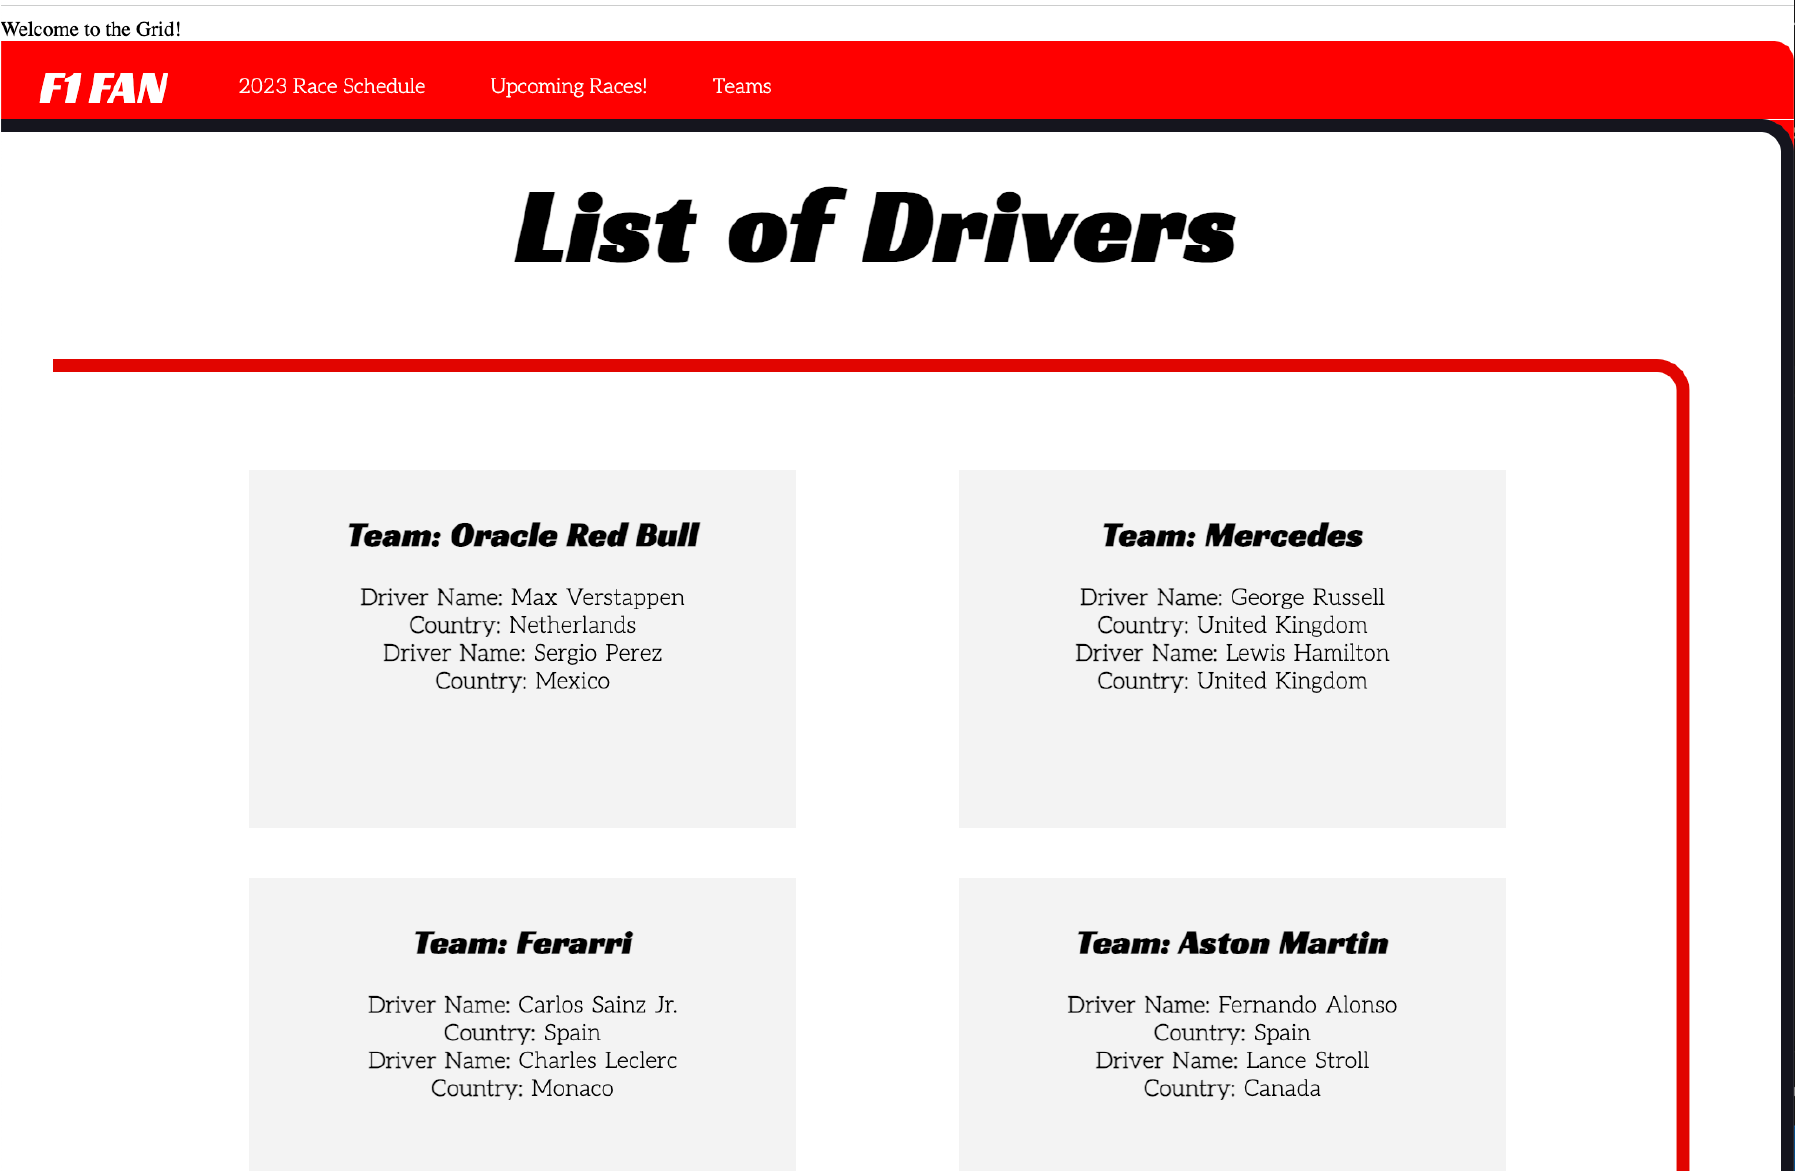 Welcome to the Grid!
F1 FAN 2023 Race Schedule Upcoming Races! Teams
List of Drivers
Team: Oracle Red Bull
Driver Name: Max Verstappen
Country: Netherlands
Driver Name: Sergio Perez
Country: Mexico
Team: Mercedes
Driver Name: George Russell
Country: United Kingdom
Driver Name: Lewis Hamilton
Country: United Kingdom
Team: Ferarri
Driver Name: Carlos Sainz Jr.
Country: Spain
Driver Name: Charles Leclerc
Country: Monaco
Team: Aston Martin
Driver Name: Fernando Alonso
Country: Spain
Driver Name: Lance Stroll
Country: Canada